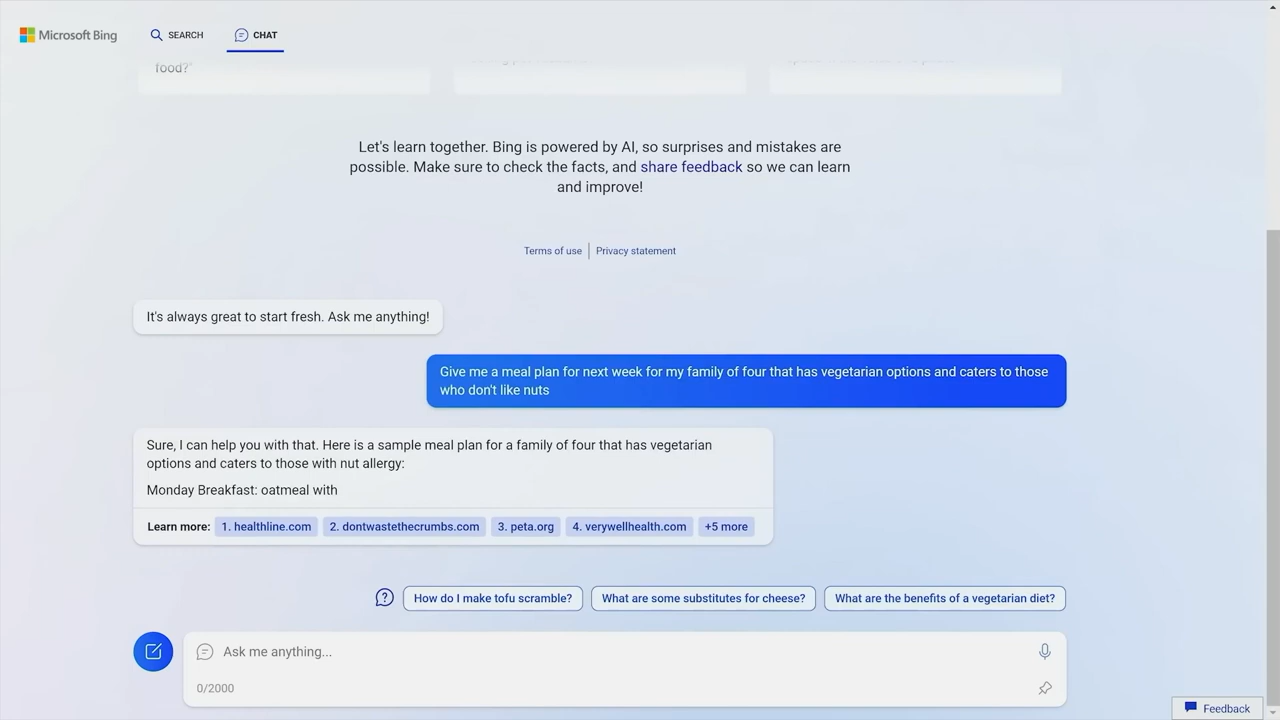 Microsoft Bing
SEARCH
CHAT
food?"
Let's learn together. Bing is powered by AI, so surprises and mistakes are
possible. Make sure to check the facts, and share feedback so we can learn
and improve!
Terms of use
Privacy statement
It's always great to start fresh. Ask me anything!
Give me a meal plan for next week for my family of four that has vegetarian options and caters to those
who don't like nuts
Sure, I can help you with that. Here is a sample meal plan for a family of four that has vegetarian
options and caters to those with nut allergy:
Monday Breakfast: oatmeal with
Learn more: 1. healthline.com 2. dontwastethecrumbs.com 3. peta.org 4. verywellhealth.com +5 more
How do I make tofu scramble? What are some substitutes for cheese? What are the benefits of a vegetarian diet?
Ask me anything...
0/2000
Feedback